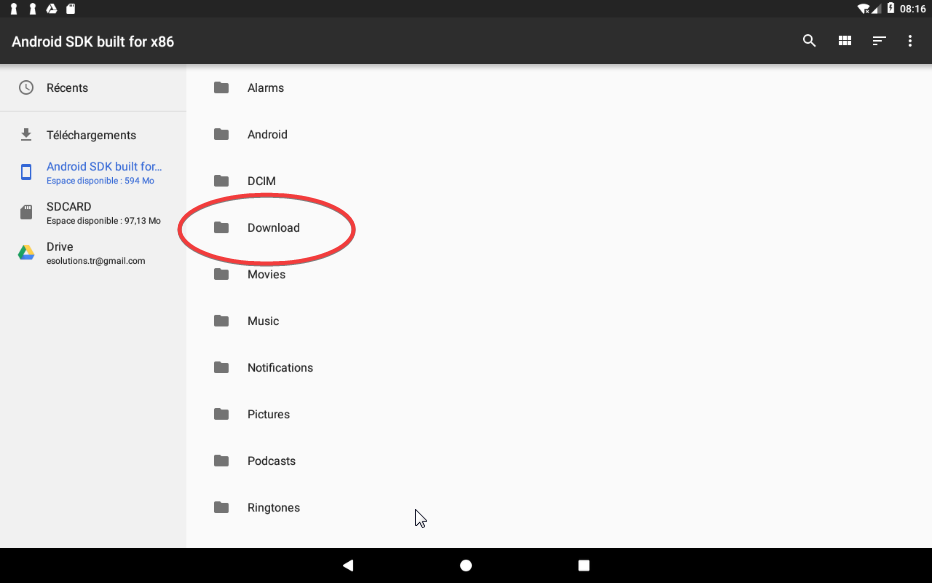 08:16
Android SDK built for x86
Récents
Téléchargements
Android SDK built for...
Espace disponible : 594 Mo
SDCARD
Espace disponible : 97,13 Mo
Drive
esolutions.tr@gmail.com
Alarms
Android
DCIM
Download
Movies
Music
Notifications
Pictures
Podcasts
Ringtones